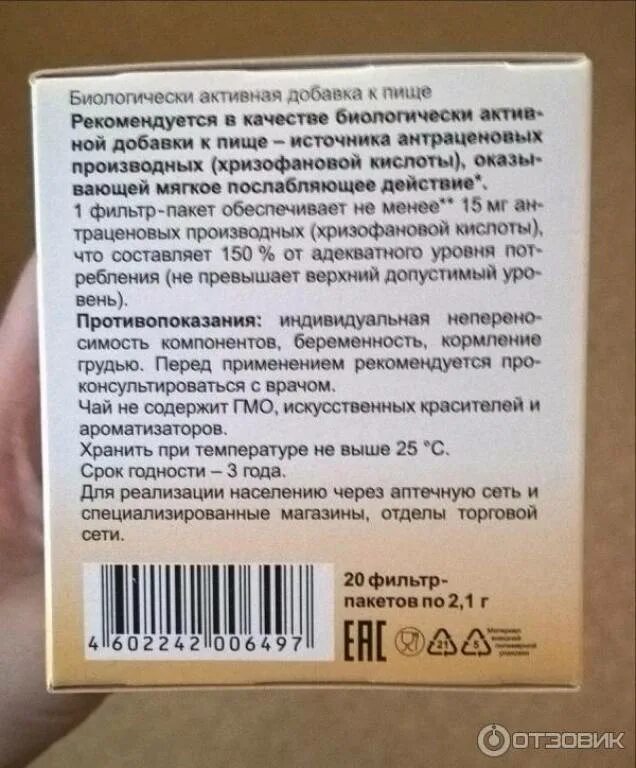 Биологически активная добавка к пище
Рекомендуется в качестве биологически актив-
ной добавки к пище – источника антраценовых
производных (хризофановой кислоты), оказы-
вающей мягкое послабляющее действие*.
1 фильтр-пакет обеспечивает не менее** 15 мг ан-
траценовых производных (хризофановой кислоты),
что составляет 150 % от адекватного уровня пот-
ребления (не превышает верхний допустимый уро-
вень).
Противопоказания: индивидуальная неперено-
симость компонентов, беременность, кормление
грудью. Перед применением рекомендуется про-
консультироваться с врачом.
Чай не содержит ГМО, искусственных красителей и
ароматизаторов.
Хранить при температуре не выше 25 °С.
Срок годности – 3 года.
Для реализации населению через аптечную сеть и
специализированные магазины, отделы торговой
сети.
20 фильтр-
пакетов по 2,1 г
4 602242 006497
EAC
21
5
Материал
внешней
полимерной
упаковки
ОТЗОВИК